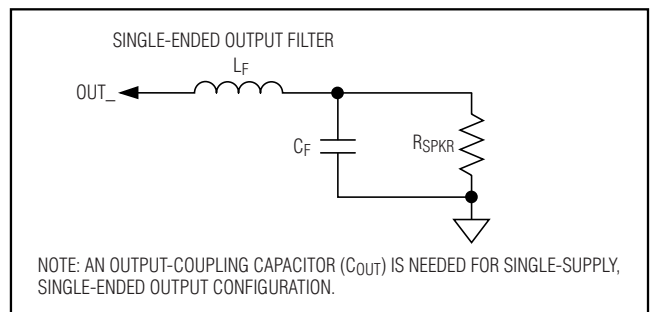 SINGLE-ENDED OUTPUT FILTER
LF
OUT_
CF
RSPKR
NOTE: AN OUTPUT-COUPLING CAPACITOR (COUT) IS NEEDED FOR SINGLE-SUPPLY,
SINGLE-ENDED OUTPUT CONFIGURATION.